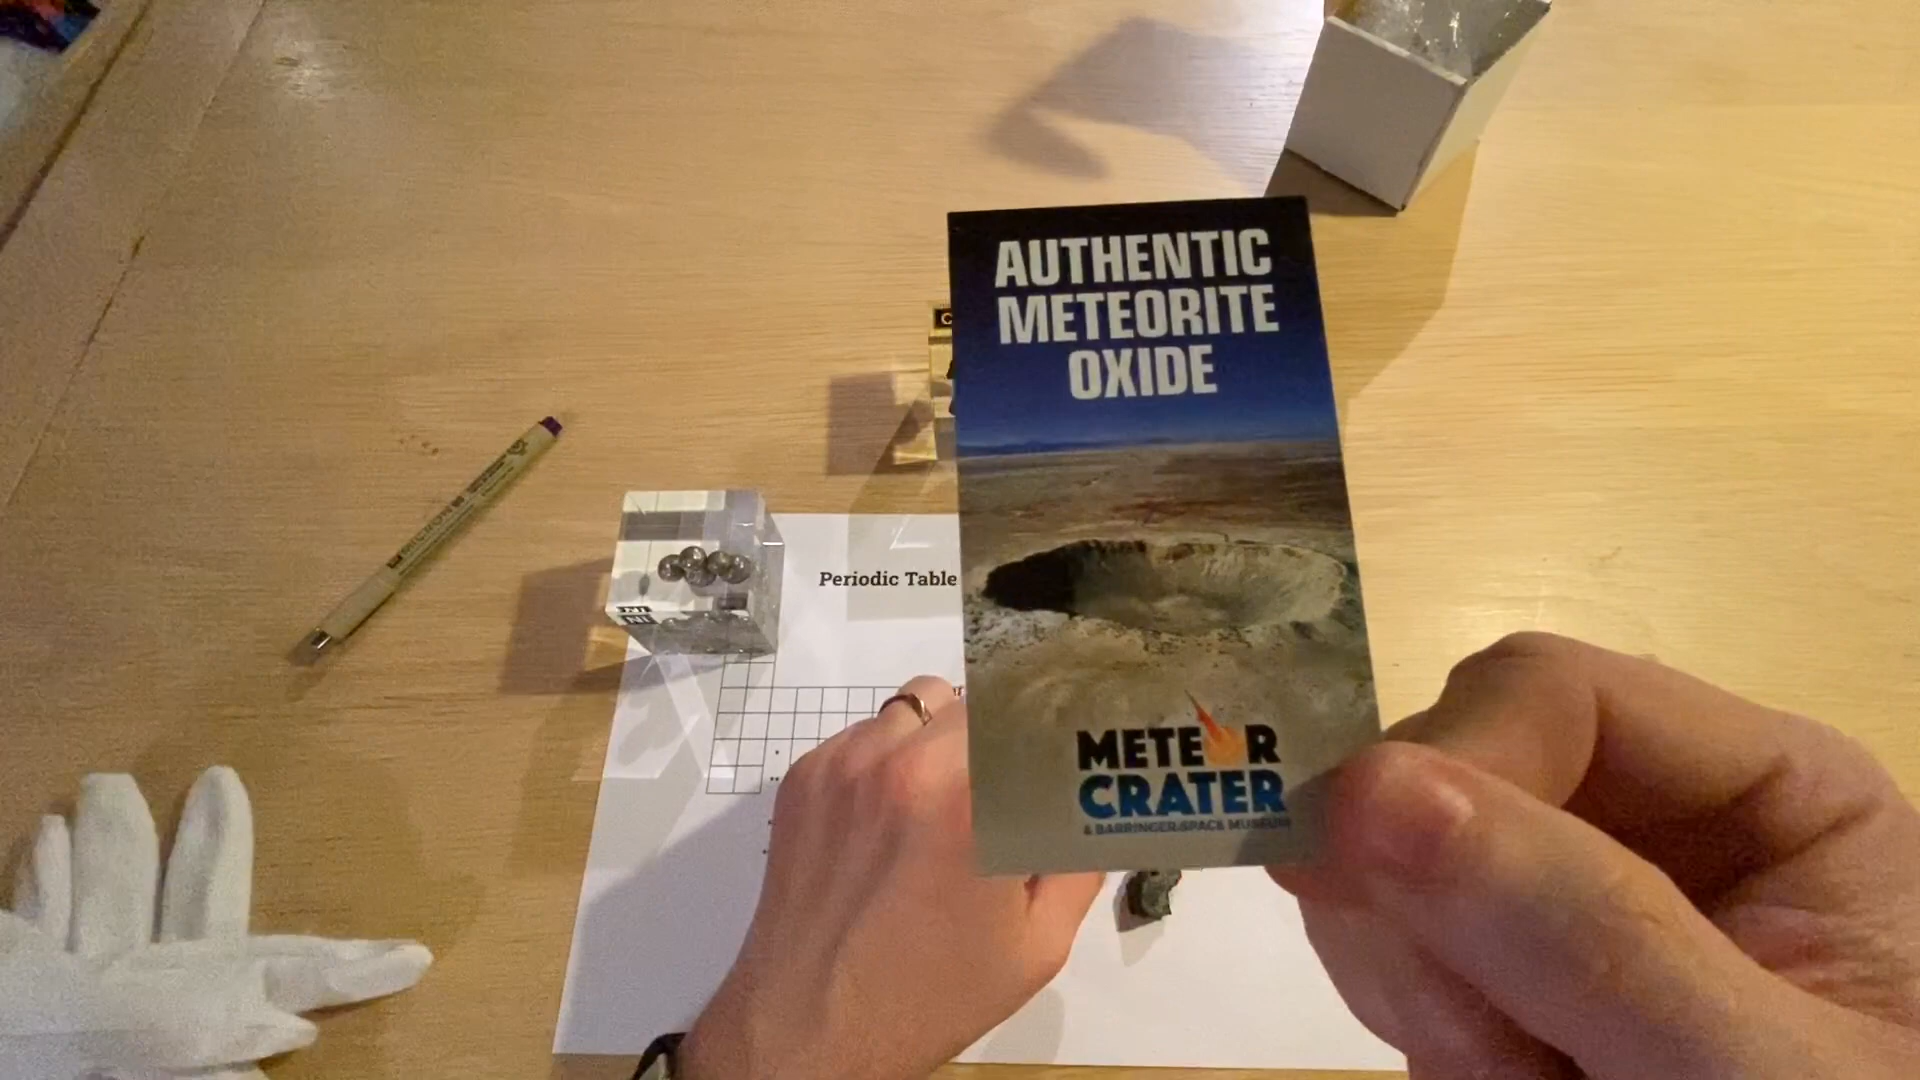 AUTHENTIC
METEORITE
OXIDE
Periodic Table
METEOR
CRATER
& BARRINGER SPACE MUSEUM